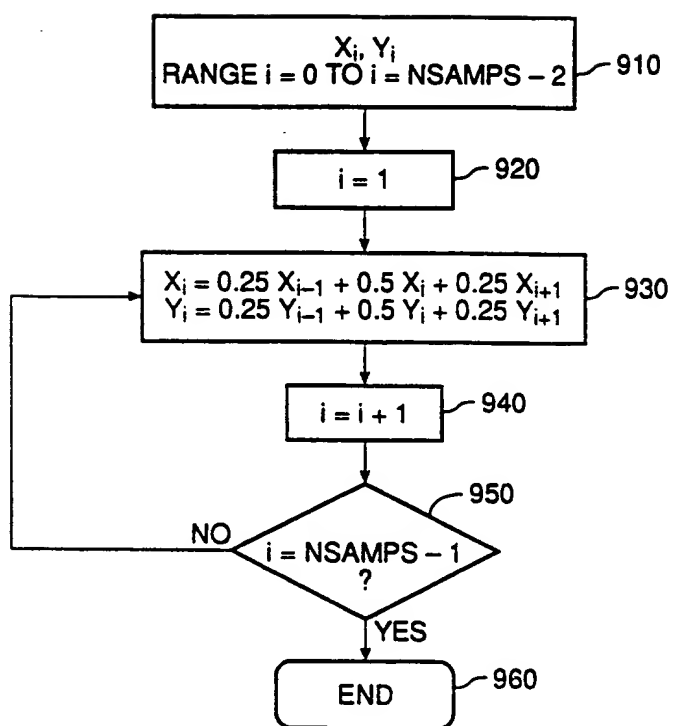 Xᵢ, Yᵢ
RANGE i = 0 TO i = NSAMPS – 2
910
i = 1
920
Xᵢ = 0.25 Xᵢ₋₁ + 0.5 Xᵢ + 0.25 Xᵢ₊₁
Yᵢ = 0.25 Yᵢ₋₁ + 0.5 Yᵢ + 0.25 Yᵢ₊₁
930
i = i + 1
940
950
NO
i = NSAMPS – 1
?
YES
END
960